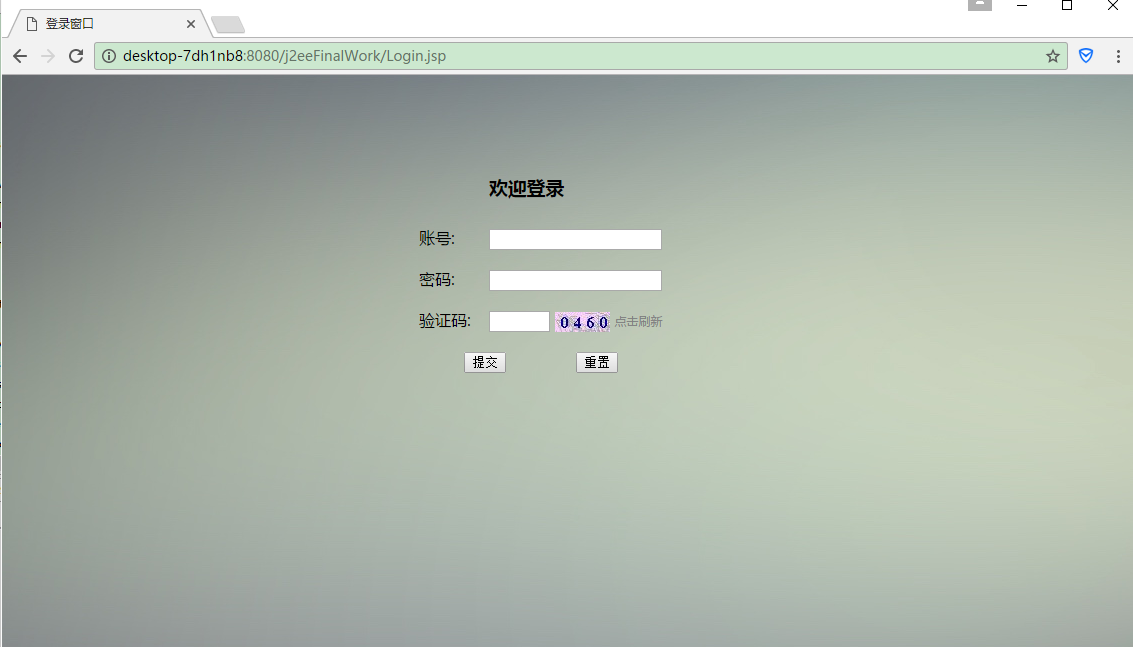 登录窗口
desktop-7dh1nb8:8080/j2eeFinalWork/Login.jsp
欢迎登录
账号:
密码:
验证码: 0460 点击刷新
提交 重置